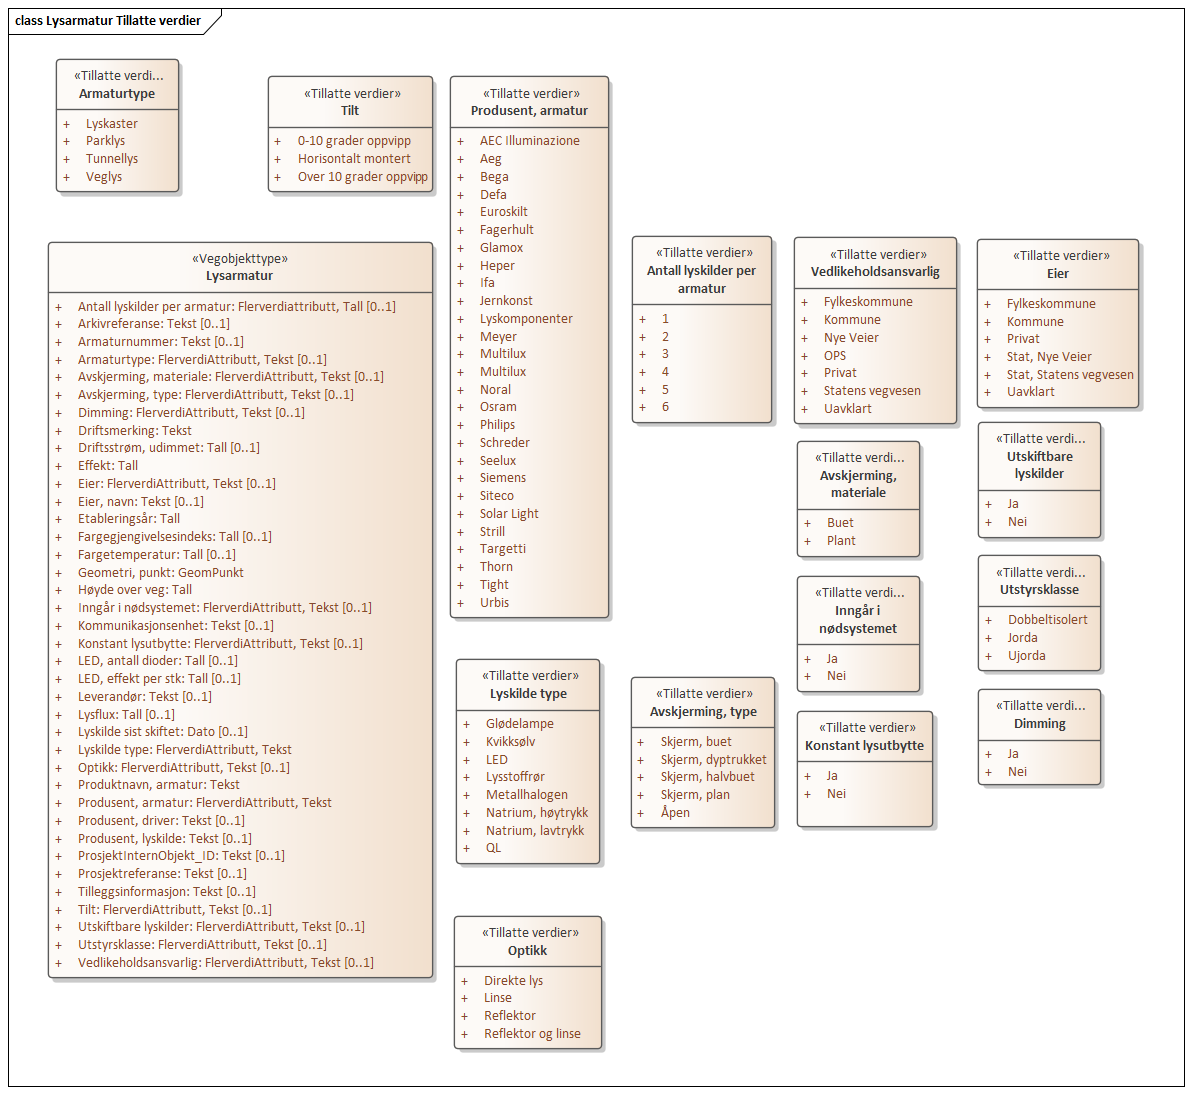 class Lysarmatur Tillatte verdier
«Tillatte verdi...
Armaturtype
+ Lyskaster
+ Parklys
+ Tunnellys
+ Veglys
«Tillatte verdier»
Tilt
+ 0-10 grader oppvipp
+ Horisontalt montert
+ Over 10 grader oppvipp
«Tillatte verdier»
Produsent, armatur
+ AEC Illuminazione
+ Aeg
+ Bega
+ Defa
+ Euroskilt
+ Fagerhult
+ Glamox
+ Heper
+ Ifa
+ Jernkonst
+ Lyskomponenter
+ Meyer
+ Multilux
+ Multilux
+ Noral
+ Osram
+ Philips
+ Schreder
+ Seelux
+ Siemens
+ Siteco
+ Solar Light
+ Strill
+ Targetti
+ Thorn
+ Tight
+ Urbis
«Vegobjekttype»
Lysarmatur
+ Antall lyskilder per armatur: Flerverdiattributt, Tall [0..1]
+ Arkivreferanse: Tekst [0..1]
+ Armaturnummer: Tekst [0..1]
+ Armaturtype: FlerverdiAttributt, Tekst [0..1]
+ Avskjerming, materiale: FlerverdiAttributt, Tekst [0..1]
+ Avskjerming, type: FlerverdiAttributt, Tekst [0..1]
+ Dimming: FlerverdiAttributt, Tekst [0..1]
+ Driftsmerking: Tekst
+ Driftsstrøm, udimmet: Tall [0..1]
+ Effekt: Tall
+ Eier: FlerverdiAttributt, Tekst [0..1]
+ Eier, navn: Tekst [0..1]
+ Etableringsår: Tall
+ Fargegjengivelsesindeks: Tall [0..1]
+ Fargetemperatur: Tall [0..1]
+ Geometri, punkt: GeomPunkt
+ Høyde over veg: Tall
+ Inngår i nødsystemet: FlerverdiAttributt, Tekst [0..1]
+ Kommunikasjonsenhet: Tekst [0..1]
+ Konstant lysutbytte: FlerverdiAttributt, Tekst [0..1]
+ LED, antall dioder: Tall [0..1]
+ LED, effekt per stk: Tall [0..1]
+ Leverandør: Tekst [0..1]
+ Lysflux: Tall [0..1]
+ Lyskilde sist skiftet: Dato [0..1]
+ Lyskilde type: FlerverdiAttributt, Tekst
+ Optikk: FlerverdiAttributt, Tekst [0..1]
+ Produktnavn, armatur: Tekst
+ Produsent, armatur: FlerverdiAttributt, Tekst
+ Produsent, driver: Tekst [0..1]
+ Produsent, lyskilde: Tekst [0..1]
+ ProsjektInternObjekt_ID: Tekst [0..1]
+ Prosjektreferanse: Tekst [0..1]
+ Tilleggsinformasjon: Tekst [0..1]
+ Tilt: FlerverdiAttributt, Tekst [0..1]
+ Utskiftbare lyskilder: FlerverdiAttributt, Tekst [0..1]
+ Utstyrsklasse: FlerverdiAttributt, Tekst [0..1]
+ Vedlikeholdsansvarlig: FlerverdiAttributt, Tekst [0..1]
«Tillatte verdier»
Antall lyskilder per
armatur
+ 1
+ 2
+ 3
+ 4
+ 5
+ 6
«Tillatte verdier»
Vedlikeholdsansvarlig
+ Fylkeskommune
+ Kommune
+ Nye Veier
+ OPS
+ Privat
+ Statens vegvesen
+ Uavklart
«Tillatte verdier»
Eier
+ Fylkeskommune
+ Kommune
+ Privat
+ Stat, Nye Veier
+ Stat, Statens vegvesen
+ Uavklart
«Tillatte verdi...
Avskjerming,
materiale
+ Buet
+ Plant
«Tillatte verdi...
Utskiftbare
lyskilder
+ Ja
+ Nei
«Tillatte verdi...
Inngår i
nødsystemet
+ Ja
+ Nei
«Tillatte verdi...
Utstyrsklasse
+ Dobbeltisolert
+ Jorda
+ Ujorda
«Tillatte verdier»
Lyskilde type
+ Glødelampe
+ Kvikksølv
+ LED
+ Lysstoffrør
+ Metallhalogen
+ Natrium, høytrykk
+ Natrium, lavtrykk
+ QL
«Tillatte verdier»
Avskjerming, type
+ Skjerm, buet
+ Skjerm, dyptrukket
+ Skjerm, halvbuet
+ Skjerm, plan
+ Åpen
«Tillatte verdier»
Konstant lysutbytte
+ Ja
+ Nei
«Tillatte verdi...
Dimming
+ Ja
+ Nei
«Tillatte verdier»
Optikk
+ Direkte lys
+ Linse
+ Reflektor
+ Reflektor og linse